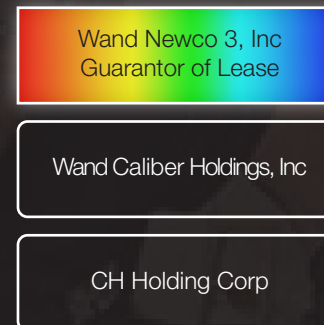 Wand Newco 3, Inc
Guarantor of Lease
Wand Caliber Holdings, Inc
CH Holding Corp